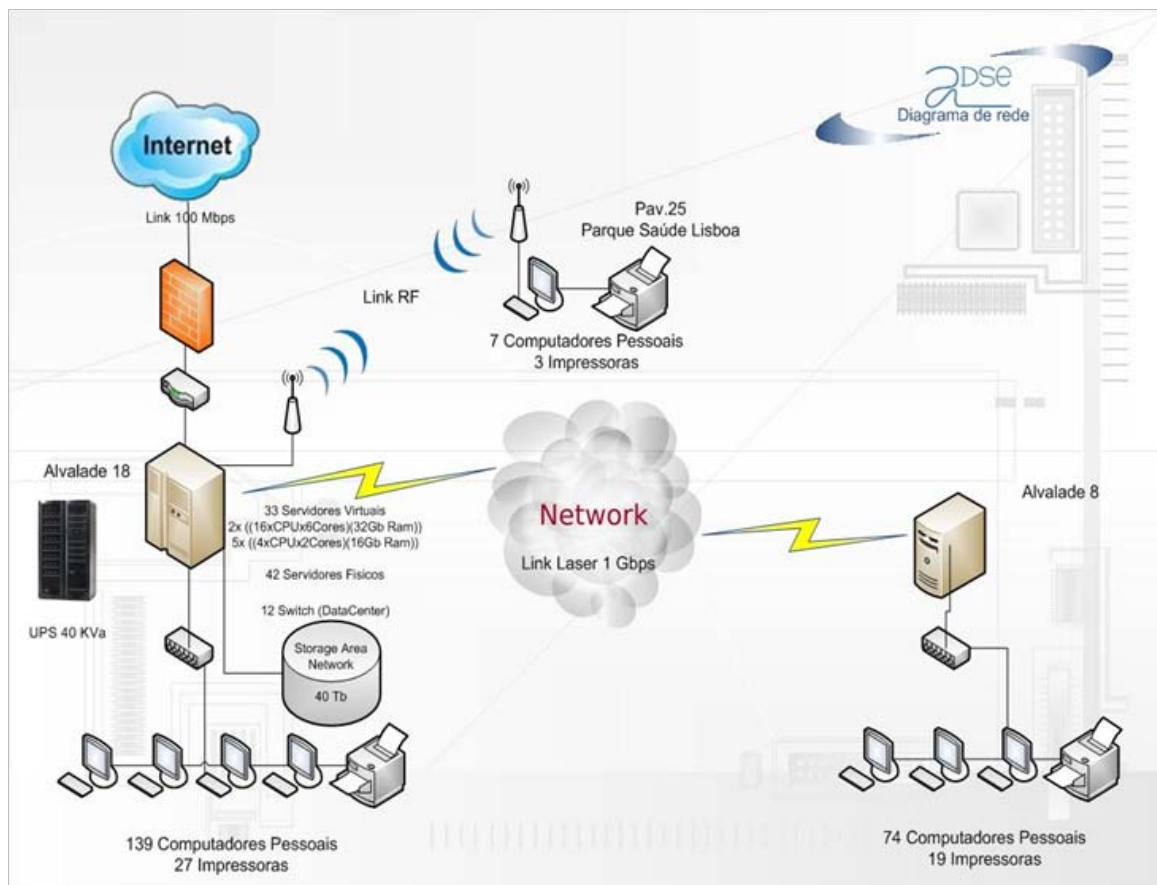 aDSe
Diagrama de rede
Internet
Link 100 Mbps
Pav.25
Parque Saúde Lisboa
Link RF
7 Computadores Pessoais
3 Impressoras
Alvalade 18
33 Servidores Virtuais
2x ((16xCPUx6Cores)(32Gb Ram))
5x ((4xCPUx2Cores)(16Gb Ram))
42 Servidores Fisicos
12 Switch (DataCenter)
UPS 40 KVa
Storage Area
Network
40 Tb
Network
Link Laser 1 Gbps
Alvalade 8
139 Computadores Pessoais
27 Impressoras
74 Computadores Pessoais
19 Impressoras